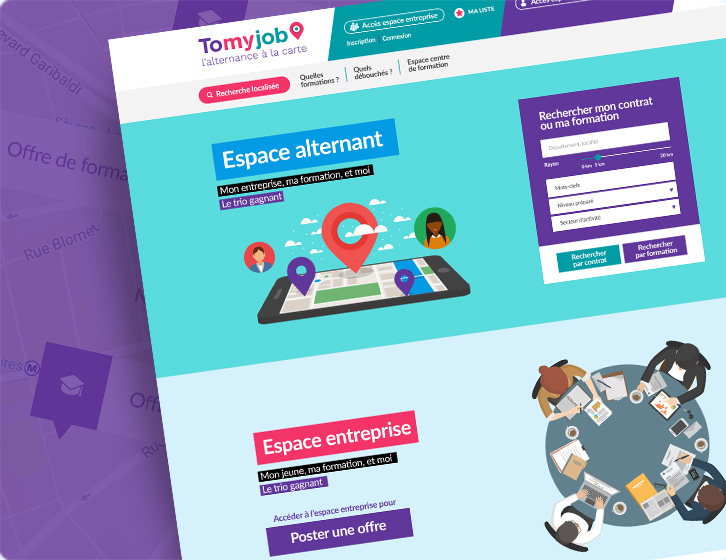 Tomyjob
l'alternance à la carte
Accès espace entreprise
MA LISTE
Inscription
Connexion
Recherche localisée
Quelles
formations ?
Quels
débouchés ?
Espace centre
de formation
Garibaldi
Offre de forma
Rue Blomet
M
Espace alternant
Mon entreprise, ma formation, et moi
Le trio gagnant
Rechercher mon contrat
ou ma formation
Département, localité
Rayon
0 km
5 km
20 km
Mots-clefs
Niveau préparé
Secteur d'activité
Rechercher
par contrat
Rechercher
par formation
Espace entreprise
Mon jeune, ma formation, et moi
Le trio gagnant
Accéder à l'espace entreprise pour
Poster une offre